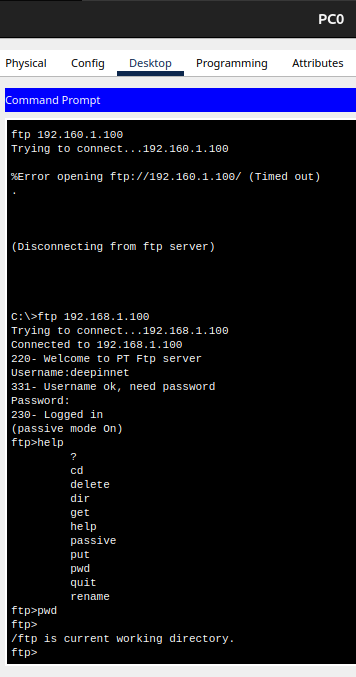 PC0
Physical Config Desktop Programming Attributes
Command Prompt
ftp 192.160.1.100
Trying to connect...192.160.1.100
%Error opening ftp://192.160.1.100/ (Timed out)
.
(Disconnecting from ftp server)
C:\>ftp 192.168.1.100
Trying to connect...192.168.1.100
Connected to 192.168.1.100
220- Welcome to PT Ftp server
Username:deepinnet
331- Username ok, need password
Password:
230- Logged in
(passive mode On)
ftp>help
?
cd
delete
dir
get
help
passive
put
pwd
quit
rename
ftp>pwd
ftp>
/ftp is current working directory.
ftp>